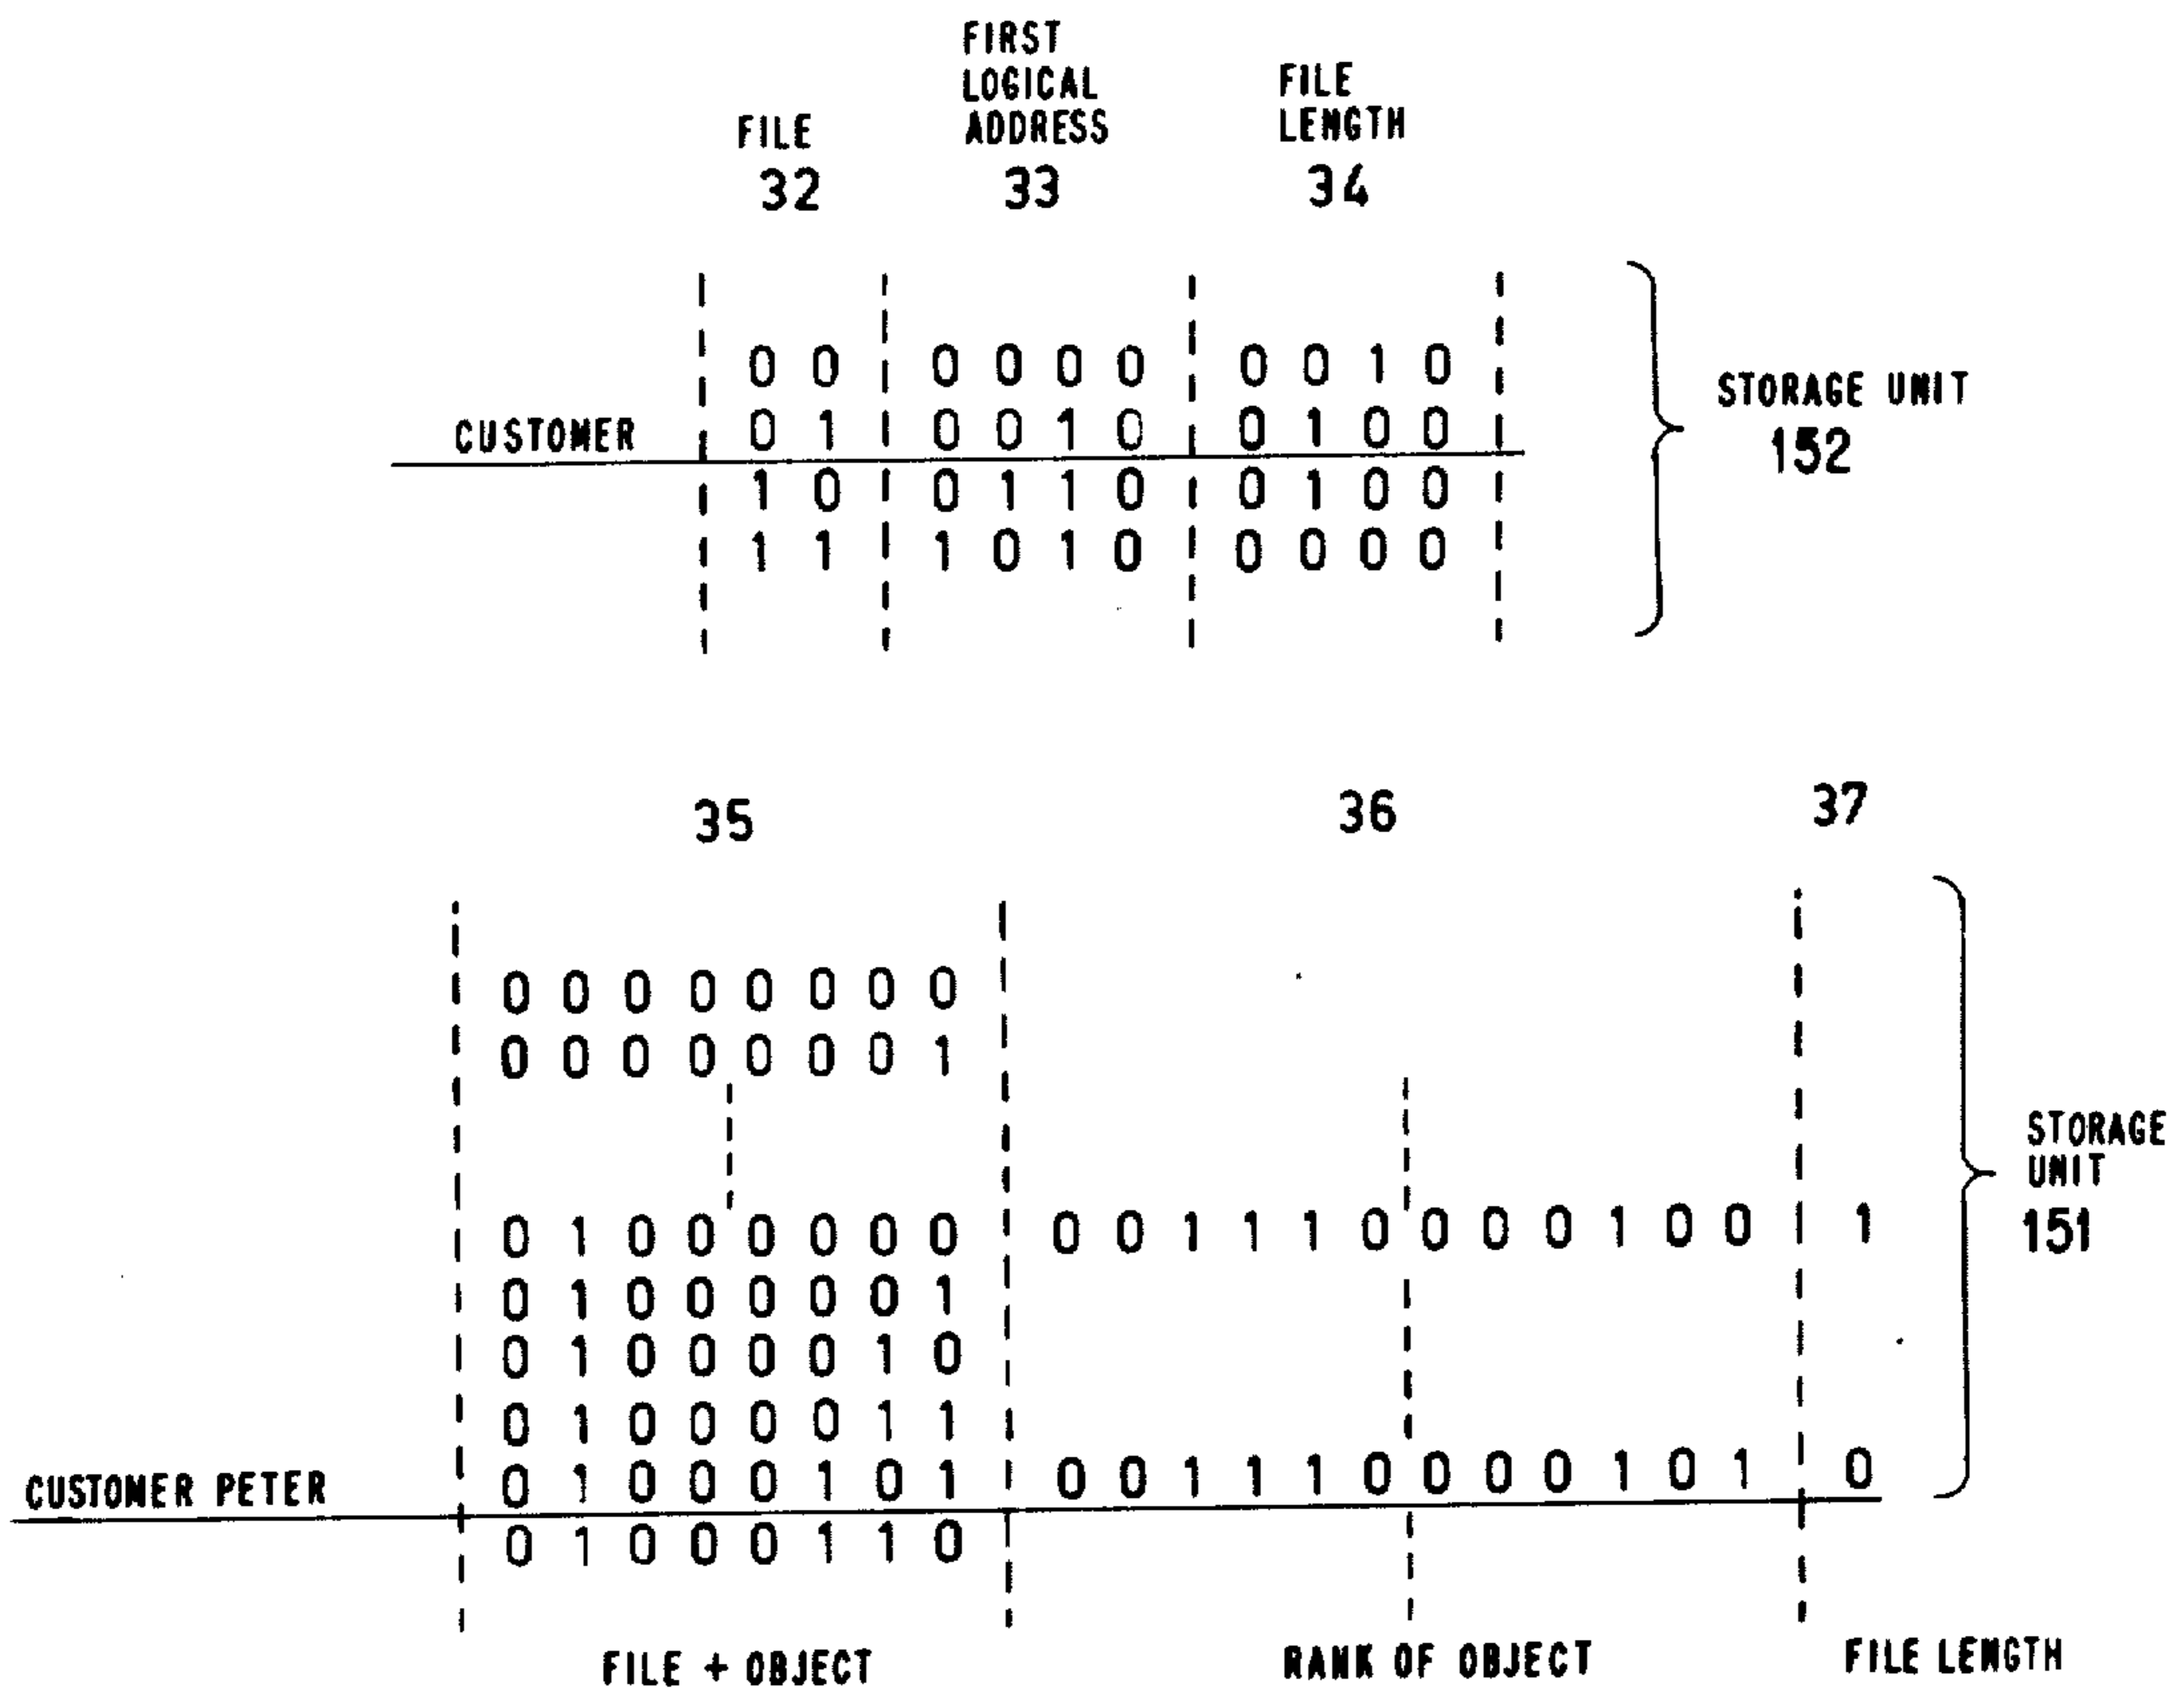 FIRST
LOGICAL
ADDRESS
FILE
LENGTH
FILE
32 33 34
0 0 0 0 0 0 0 0 1 0
CUSTOMER 0 1 0 0 1 0 0 1 0 0
1 0 0 1 1 0 0 1 0 0
1 1 1 0 1 0 0 0 0 0
STORAGE UNIT
152
35 36 37
0 0 0 0 0 0 0 0
0 0 0 0 0 0 0 1
0 1 0 0 0 0 0 0 0 0 1 1 1 0 0 0 0 1 0 0 1
0 1 0 0 0 0 0 1
0 1 0 0 0 0 1 0
0 1 0 0 0 0 1 1
CUSTOMER PETER 0 1 0 0 0 1 0 1 0 0 1 1 1 0 0 0 0 1 0 1 0
0 1 0 0 0 1 1 0
STORAGE
UNIT
151
FILE + OBJECT RANK OF OBJECT FILE LENGTH